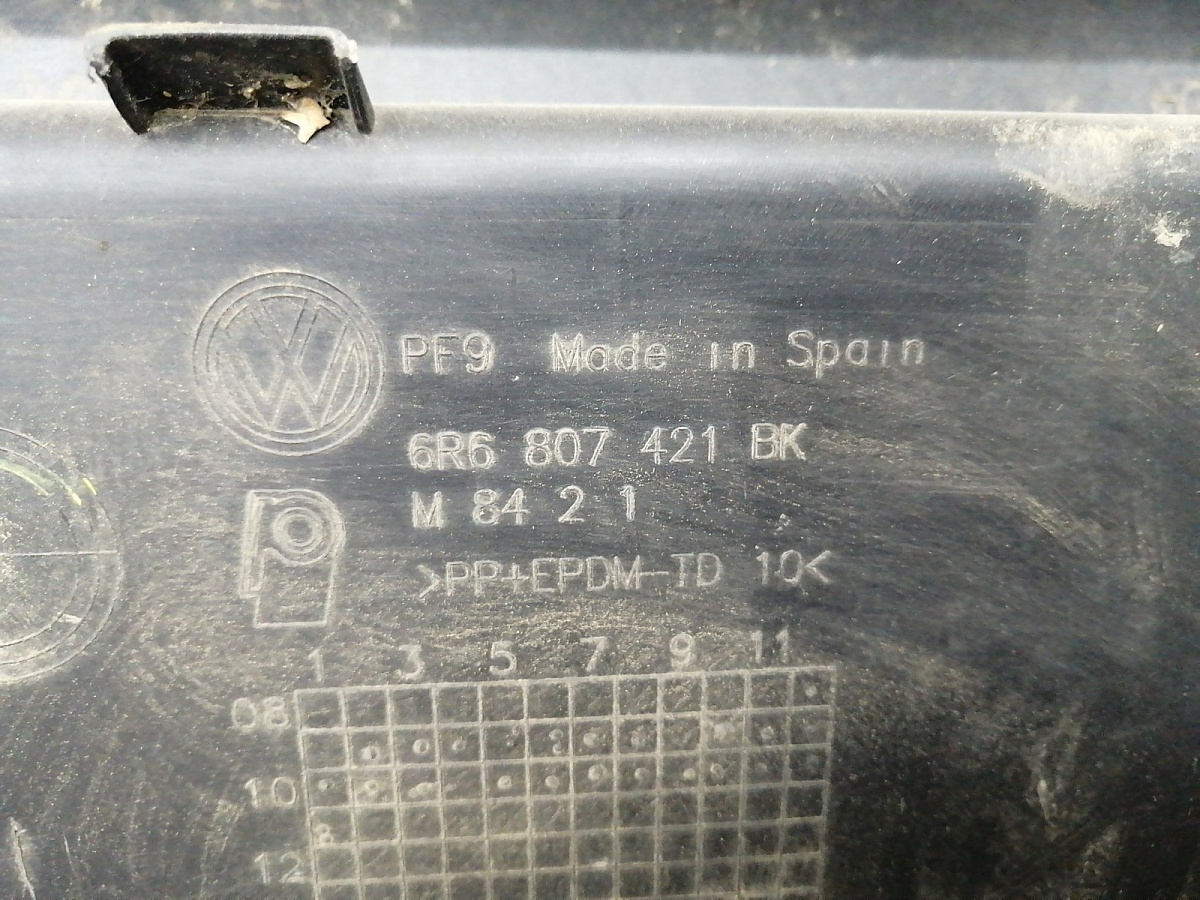 PF9 Made in Spain
6R6 807 421 BK
M 84 2 1
>PP+EPDM-TD 10<
1 3 5 7 9 11
08
10
12